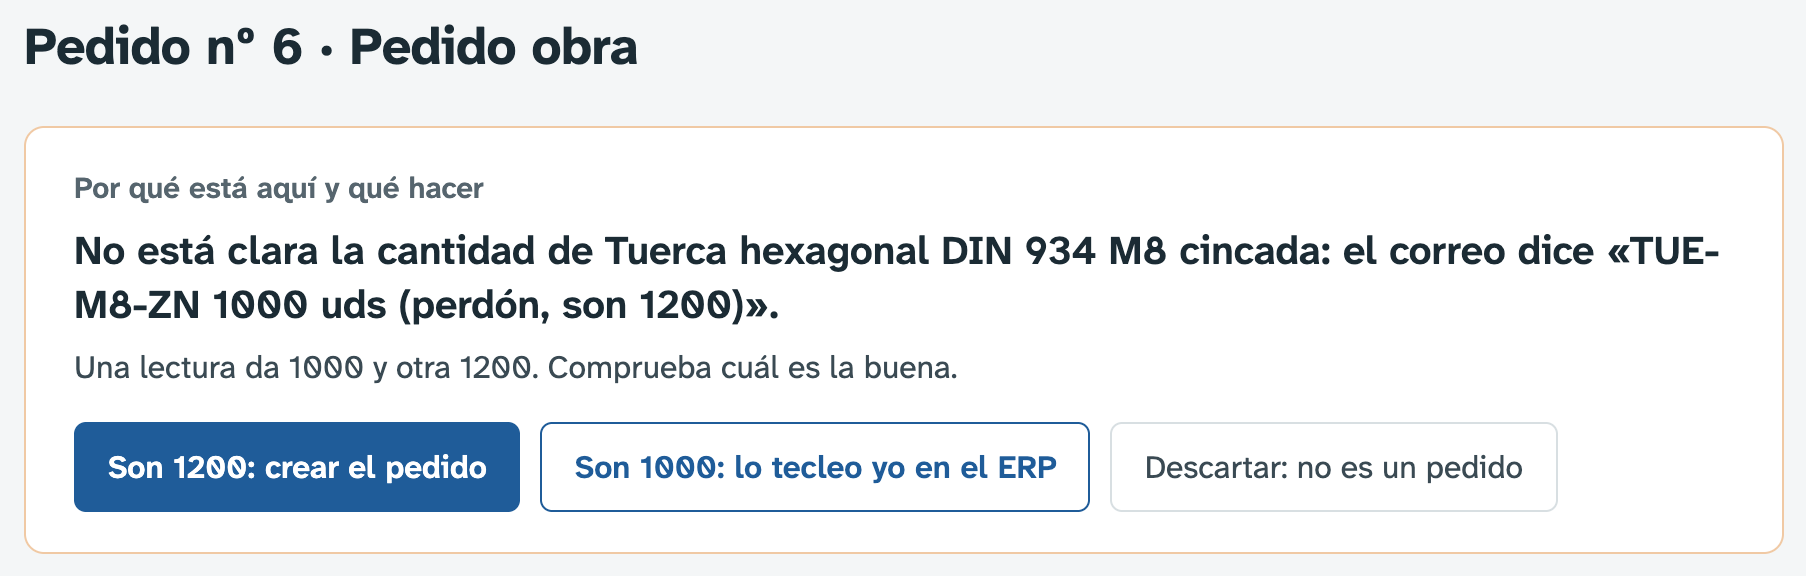 Pedido nº 6 · Pedido obra
Por qué está aquí y qué hacer
No está clara la cantidad de Tuerca hexagonal DIN 934 M8 cincada: el correo dice «TUE-
M8-ZN 1000 uds (perdón, son 1200)».
Una lectura da 1000 y otra 1200. Comprueba cuál es la buena.
Son 1200: crear el pedido
Son 1000: lo tecleo yo en el ERP
Descartar: no es un pedido